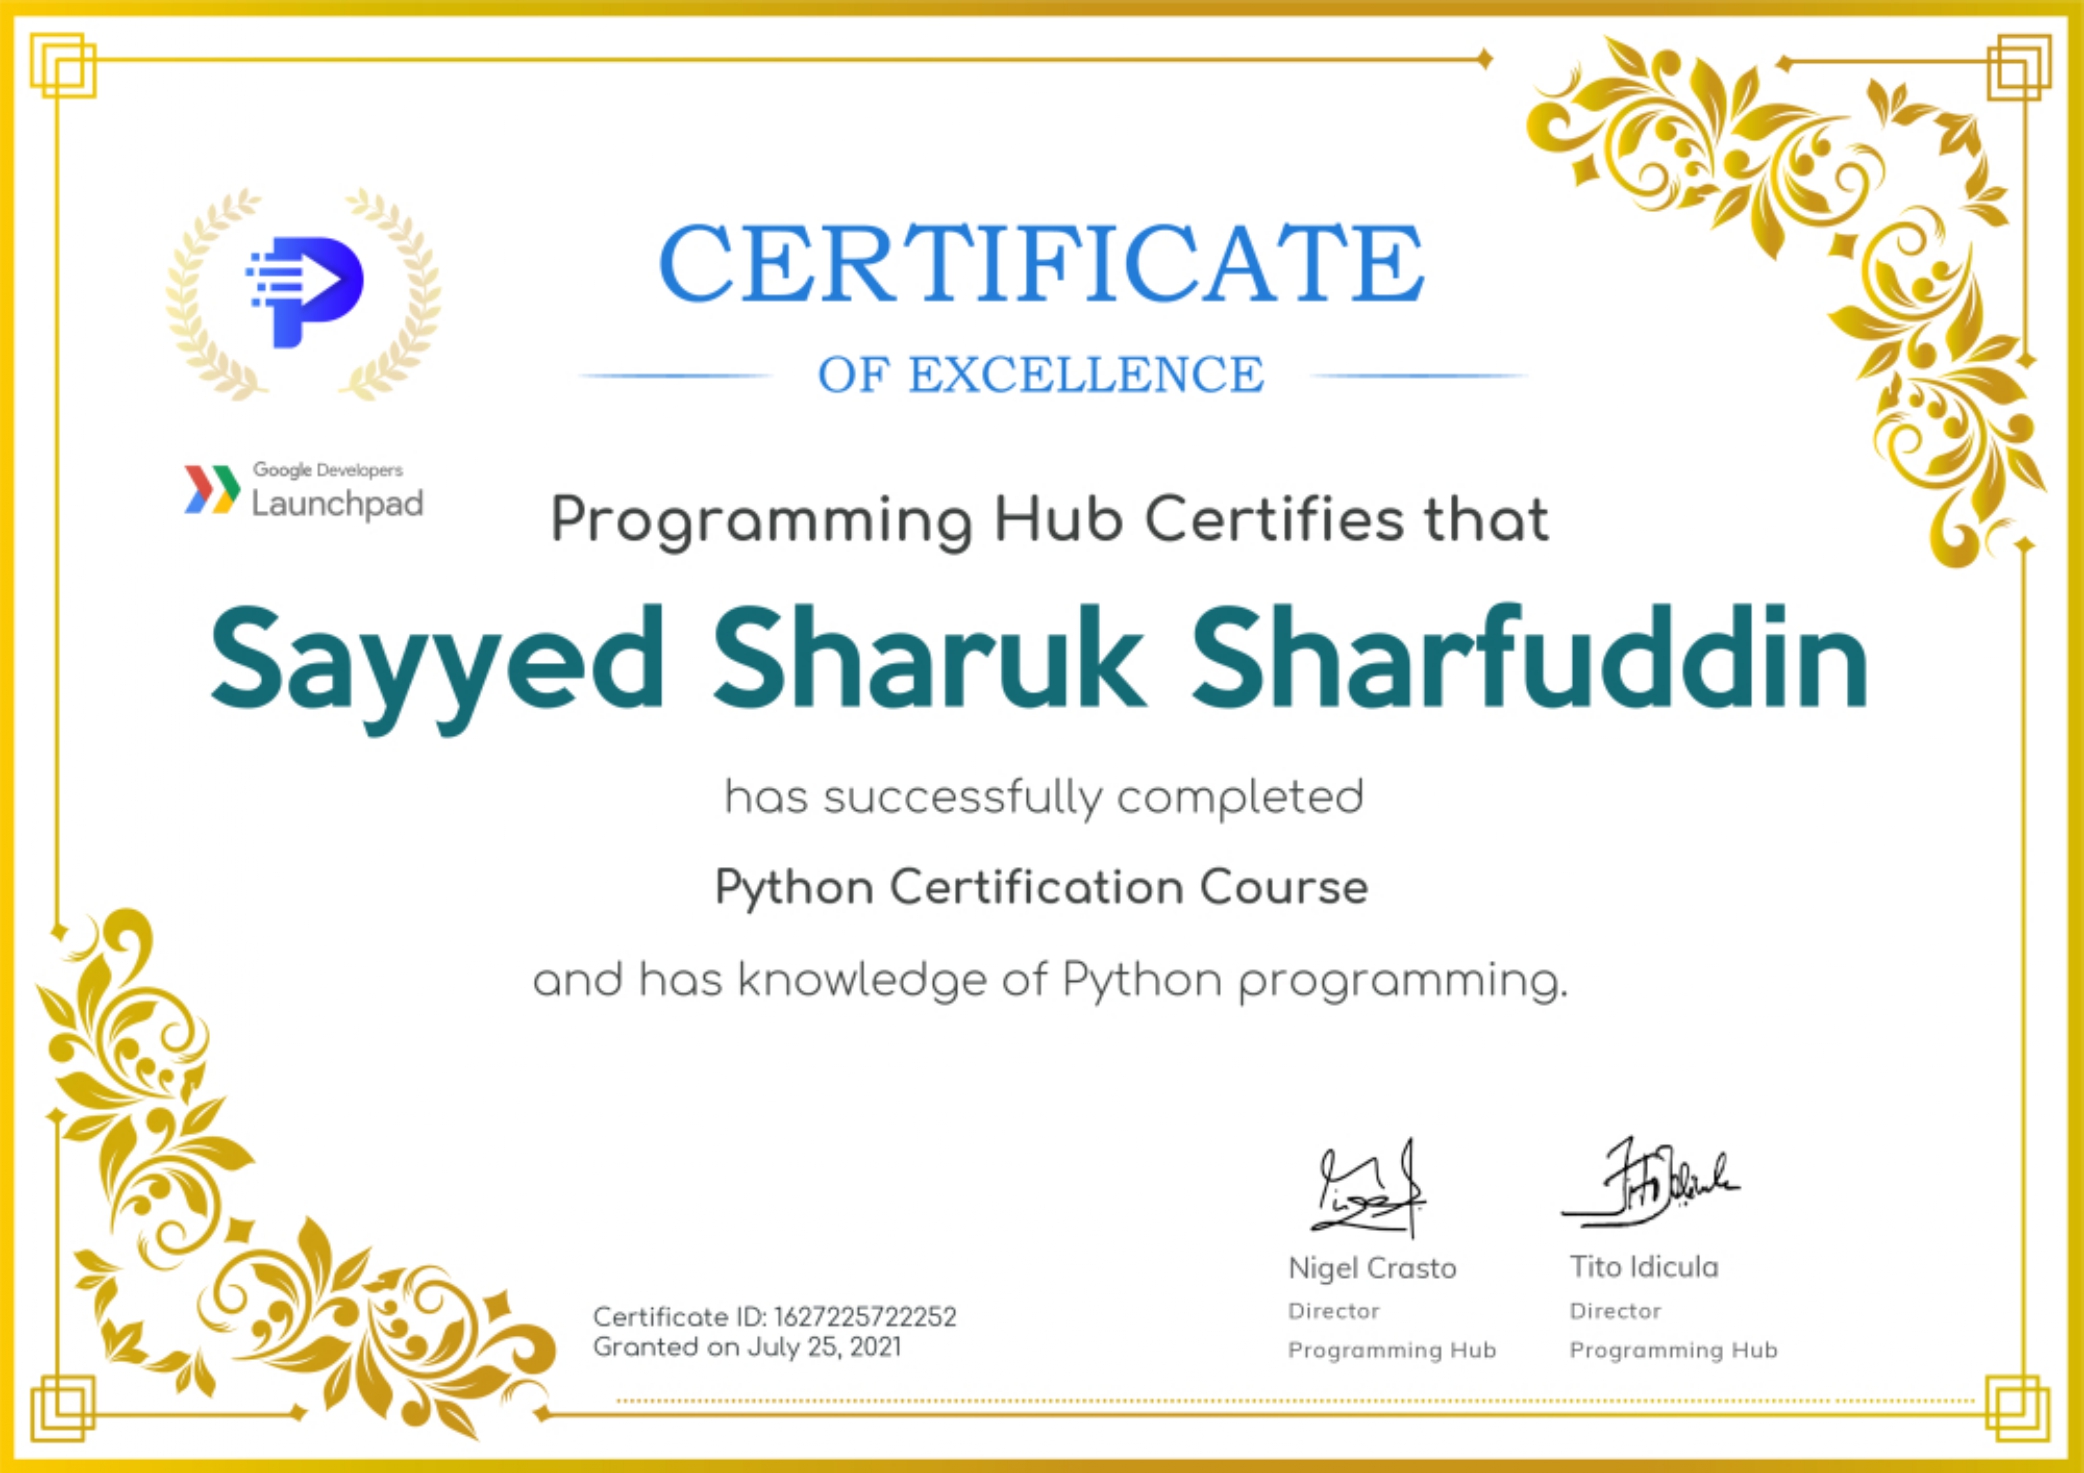 CERTIFICATE
OF EXCELLENCE
Google Developers
Launchpad
Programming Hub Certifies that
Sayyed Sharuk Sharfuddin
has successfully completed
Python Certification Course
and has knowledge of Python programming.
Certificate ID: 1627225722252
Granted on July 25, 2021
Nigel Crasto
Director
Programming Hub
Tito Idicula
Director
Programming Hub